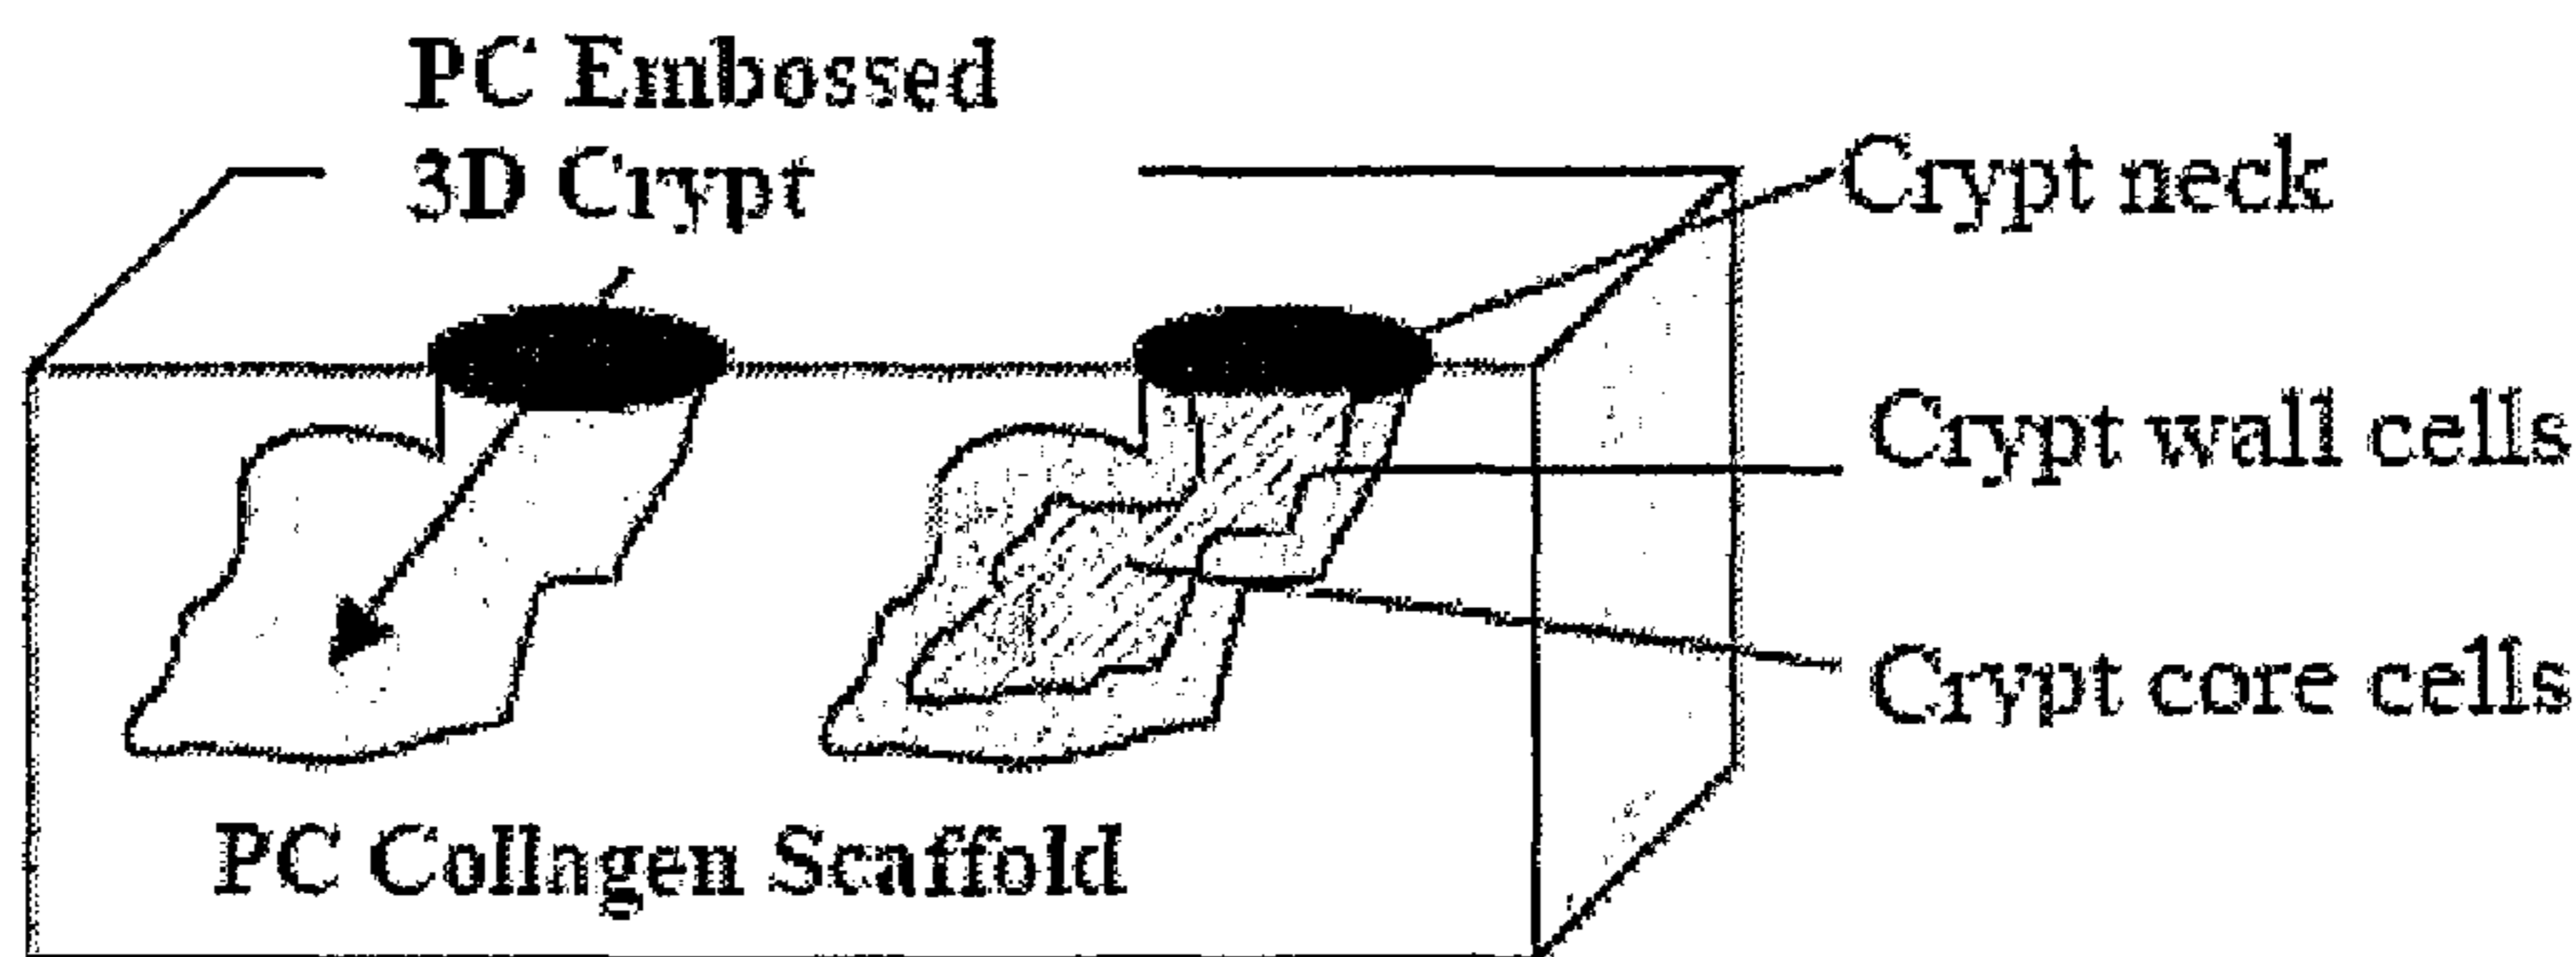 PC Embossed
3D Crypt
Crypt neck
Crypt wall cells
Crypt core cells
PC Collagen Scaffold